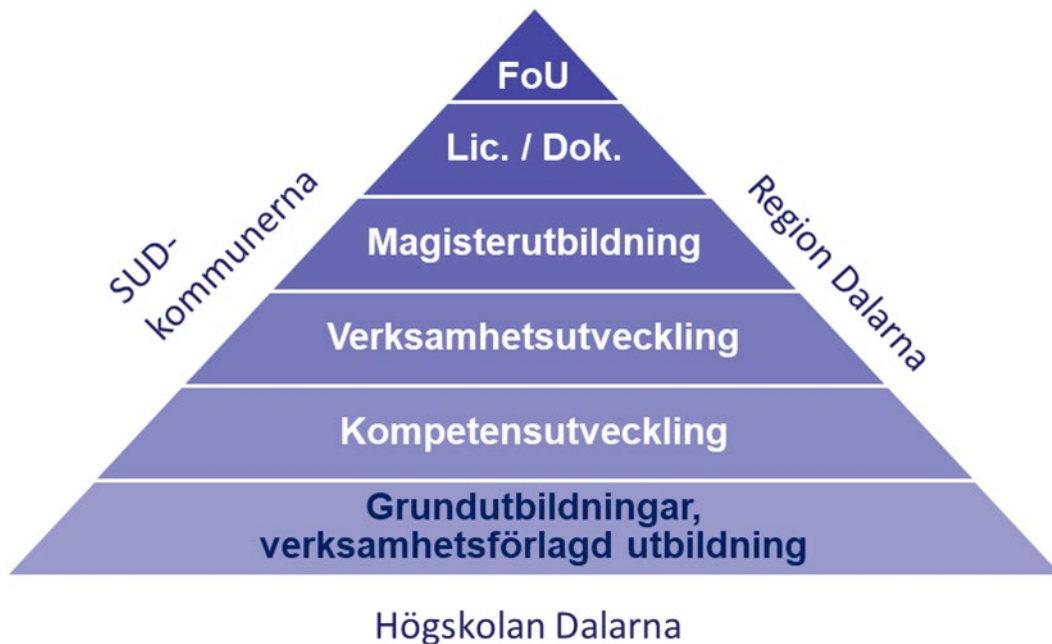 FoU
Lic. / Dok.
SUD-
kommunerna
Region Dalarna
Magisterutbildning
Verksamhetsutveckling
Kompetensutveckling
Grundutbildningar,
verksamhetsförlagd utbildning
Högskolan Dalarna